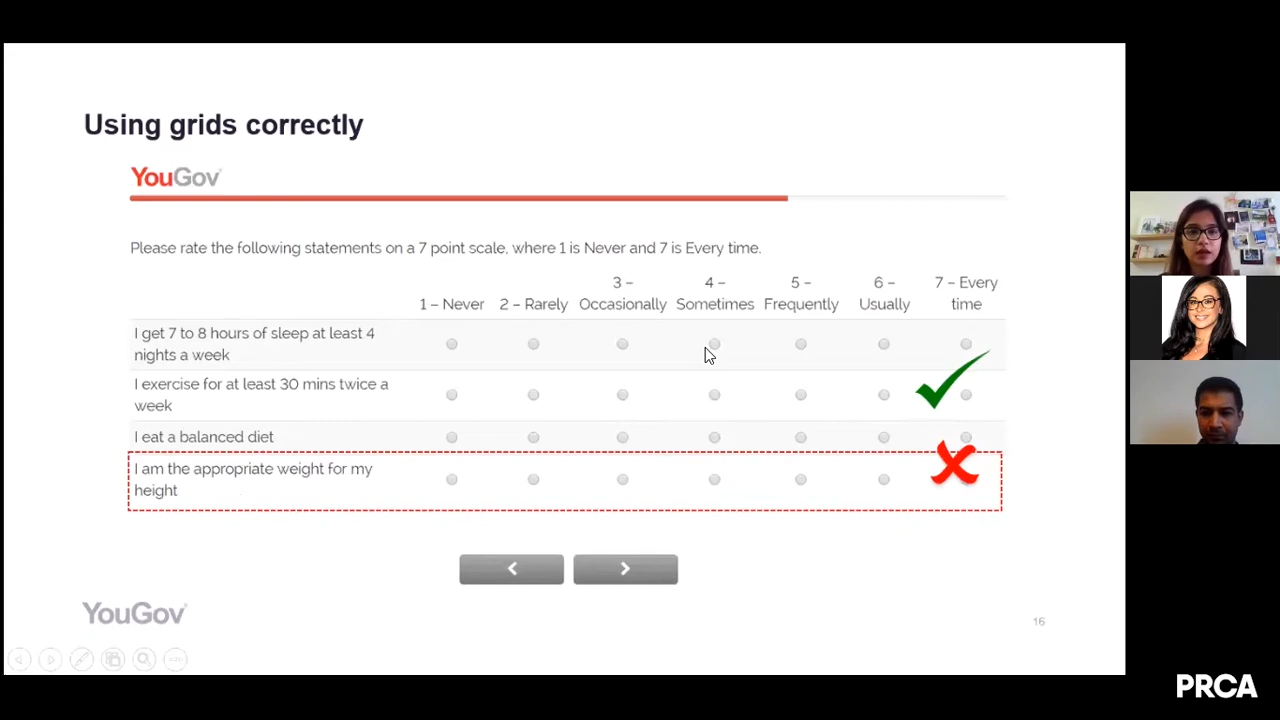 Using grids correctly
YouGov
Please rate the following statements on a 7 point scale, where 1 is Never and 7 is Every time.
1 – Never
2 – Rarely
3 –
Occasionally
4 –
Sometimes
5 –
Frequently
6 –
Usually
7 – Every
time
I get 7 to 8 hours of sleep at least 4
nights a week
I exercise for at least 30 mins twice a
week
I eat a balanced diet
I am the appropriate weight for my
height
YouGov
16
PRCA